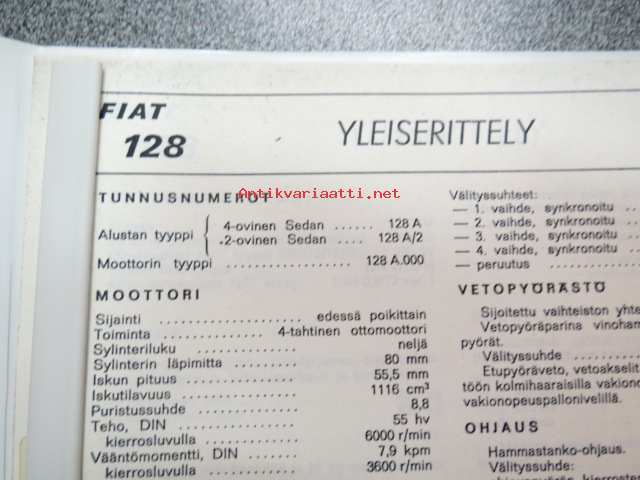 FIAT
128
YLEISERITTELY
Antikvariaatti.net
TUNNUSNUMEROT
Alustan tyyppi
4-ovinen Sedan ...... 128 A
2-ovinen Sedan .... 128 A/2
Moottorin tyyppi ................ 128 A.000
MOOTTORI
Sijainti .................. edessä poikittain
Toiminta ............ 4-tahtinen ottomoottori
Sylinteriluku .................. neljä
Sylinterin läpimitta ............... 80 mm
Iskun pituus ................. 55,5 mm
Iskutilavuus ................. 1116 cm³
Puristussuhde ................. 8,8
Teho, DIN .................. 55 hv
kierrosluvulla ............. 6000 r/min
Vääntömomentti, DIN ....... 7,9 kpm
kierrosluvulla ............. 3600 r/min
Välityssuhteet:
— 1. vaihde, synkronoitu ..
— 2. vaihde, synkronoitu ..
— 3. vaihde, synkronoitu ..
— 4. vaihde, synkronoitu ..
— peruutus ................
VETOPYÖRÄSTÖ
Sijoitettu vaihteiston
Vetopyöräparina
pyörät.
Välityssuhde ..............
Etupyöräveto, vetoakselit
töön kolmihaaraisilla
vakionopeuspallonivelillä.
OHJAUS
Hammastanko-ohjaus.
Välityssuhde: